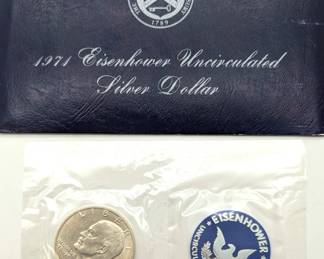 1789
1971 Eisenhower Uncirculated
Silver Dollar
LIBERTY
EISENHOWER